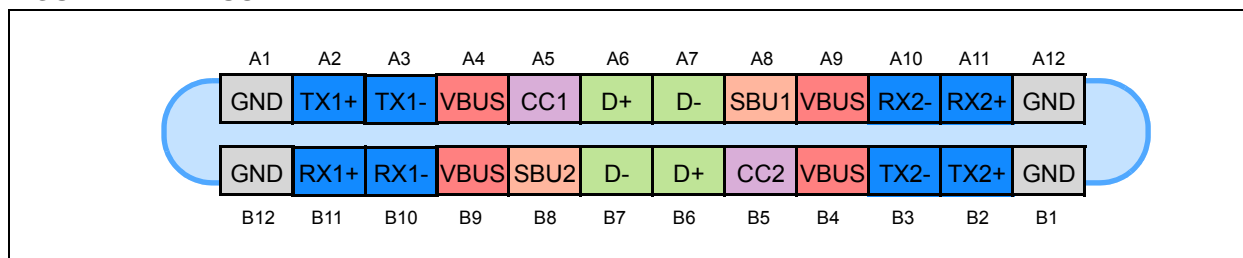 A1 A2 A3 A4 A5 A6 A7 A8 A9 A10 A11 A12
GND TX1+ TX1- VBUS CC1 D+ D- SBU1 VBUS RX2- RX2+ GND
GND RX1+ RX1- VBUS SBU2 D- D+ CC2 VBUS TX2- TX2+ GND
B12 B11 B10 B9 B8 B7 B6 B5 B4 B3 B2 B1